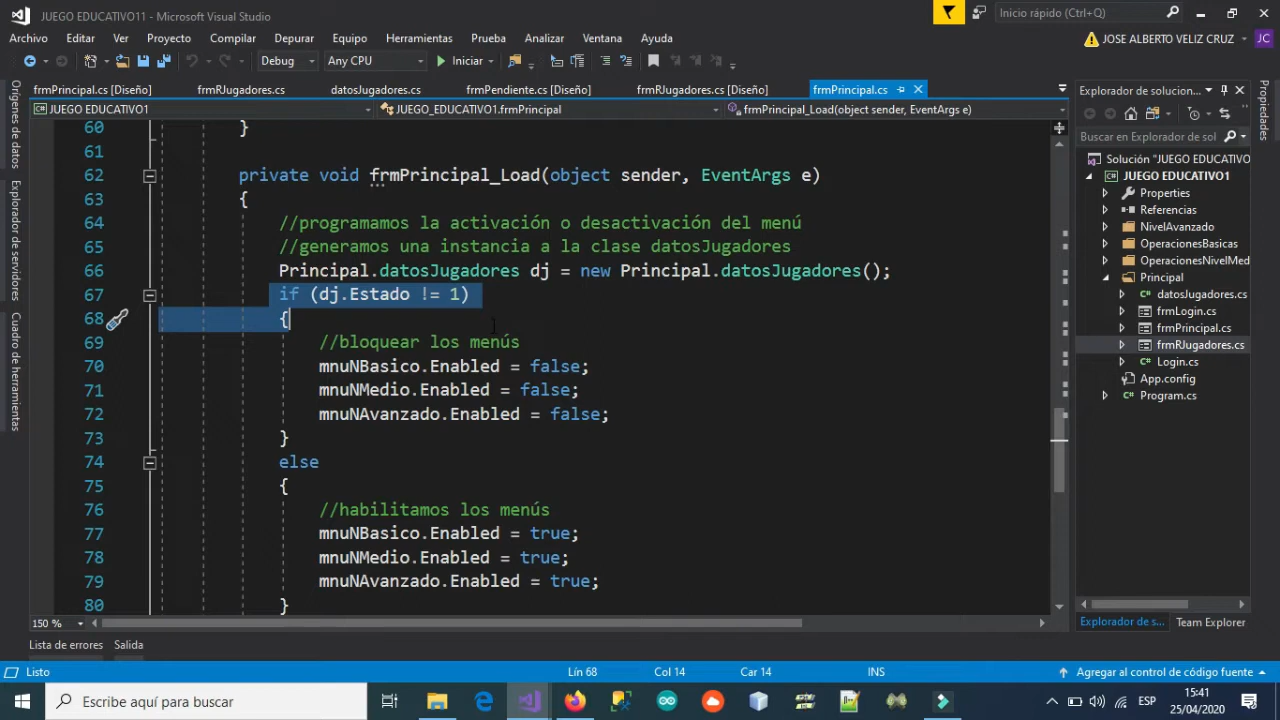 JUEGO EDUCATIVO11 - Microsoft Visual Studio
Inicio rápido (Ctrl+Q)
Archivo Editar Ver Proyecto Compilar Depurar Equipo Herramientas Prueba Analizar Ventana Ayuda
JOSE ALBERTO VELIZ CRUZ JC
Debug Any CPU Iniciar
frmPrincipal.cs [Diseño] frmRJugadores.cs datosJugadores.cs frmPendiente.cs [Diseño] frmRJugadores.cs [Diseño] frmPrincipal.cs
JUEGO EDUCATIVO1 JUEGO_EDUCATIVO1.frmPrincipal frmPrincipal_Load(object sender, EventArgs e)
Orígenes de datos
Explorador de servidores
Cuadro de herramientas
60 }
61
62 private void frmPrincipal_Load(object sender, EventArgs e)
63 {
64 //programamos la activación o desactivación del menú
65 //generamos una instancia a la clase datosJugadores
66 Principal.datosJugadores dj = new Principal.datosJugadores();
67 if (dj.Estado != 1)
68 {
69 //bloquear los menús
70 mnuNBasico.Enabled = false;
71 mnuNMedio.Enabled = false;
72 mnuNAvanzado.Enabled = false;
73 }
74 else
75 {
76 //habilitamos los menús
77 mnuNBasico.Enabled = true;
78 mnuNMedio.Enabled = true;
79 mnuNAvanzado.Enabled = true;
80 }
150 %
Explorador de solucion...
Buscar en Explorador de sol
Solución "JUEGO EDUCATIVO
JUEGO EDUCATIVO1
Properties
Referencias
NivelAvanzado
OperacionesBasicas
OperacionesNivelMed
Principal
datosJugadores.cs
frmLogin.cs
frmPrincipal.cs
frmRJugadores.cs
Login.cs
App.config
Program.cs
Explorador de s... Team Explorer
Propiedades
Lista de errores Salida
Listo Lín 68 Col 14 Car 14 INS Agregar al control de código fuente
Escribe aquí para buscar
ESP
15:41
25/04/2020